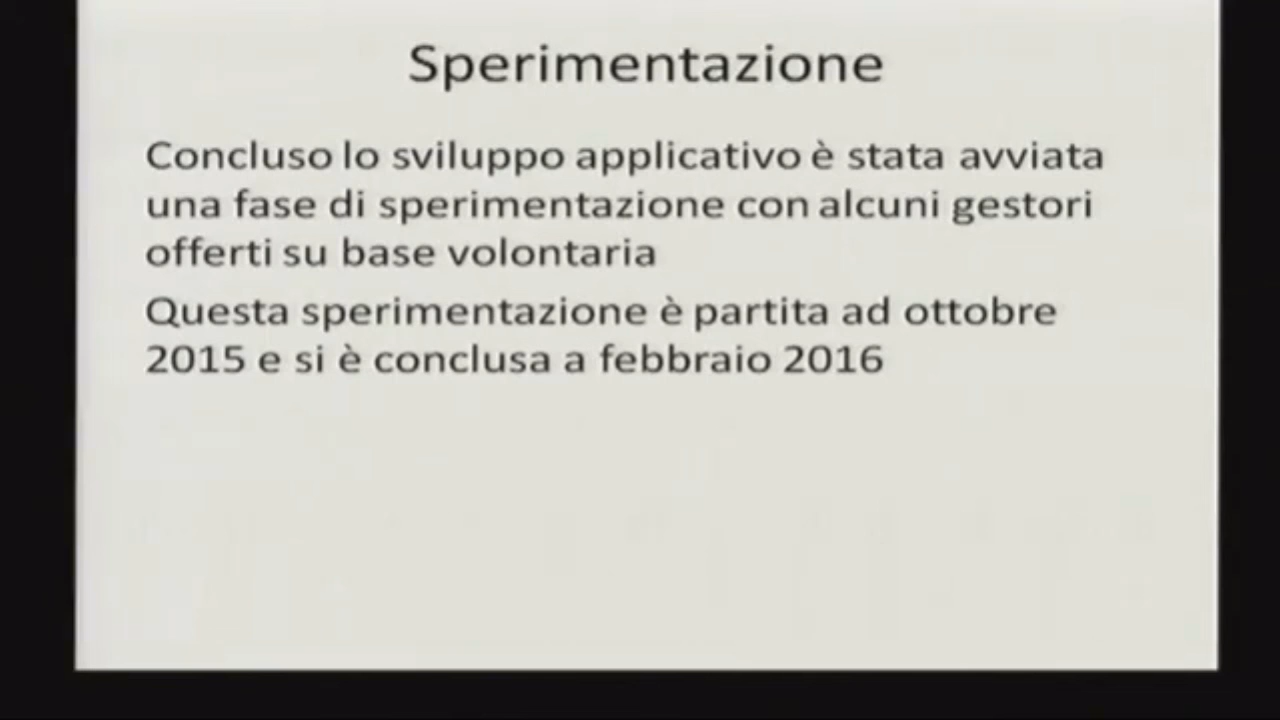 Sperimentazione
Concluso lo sviluppo applicativo è stata avviata
una fase di sperimentazione con alcuni gestori
offerti su base volontaria
Questa sperimentazione è partita ad ottobre
2015 e si è conclusa a febbraio 2016